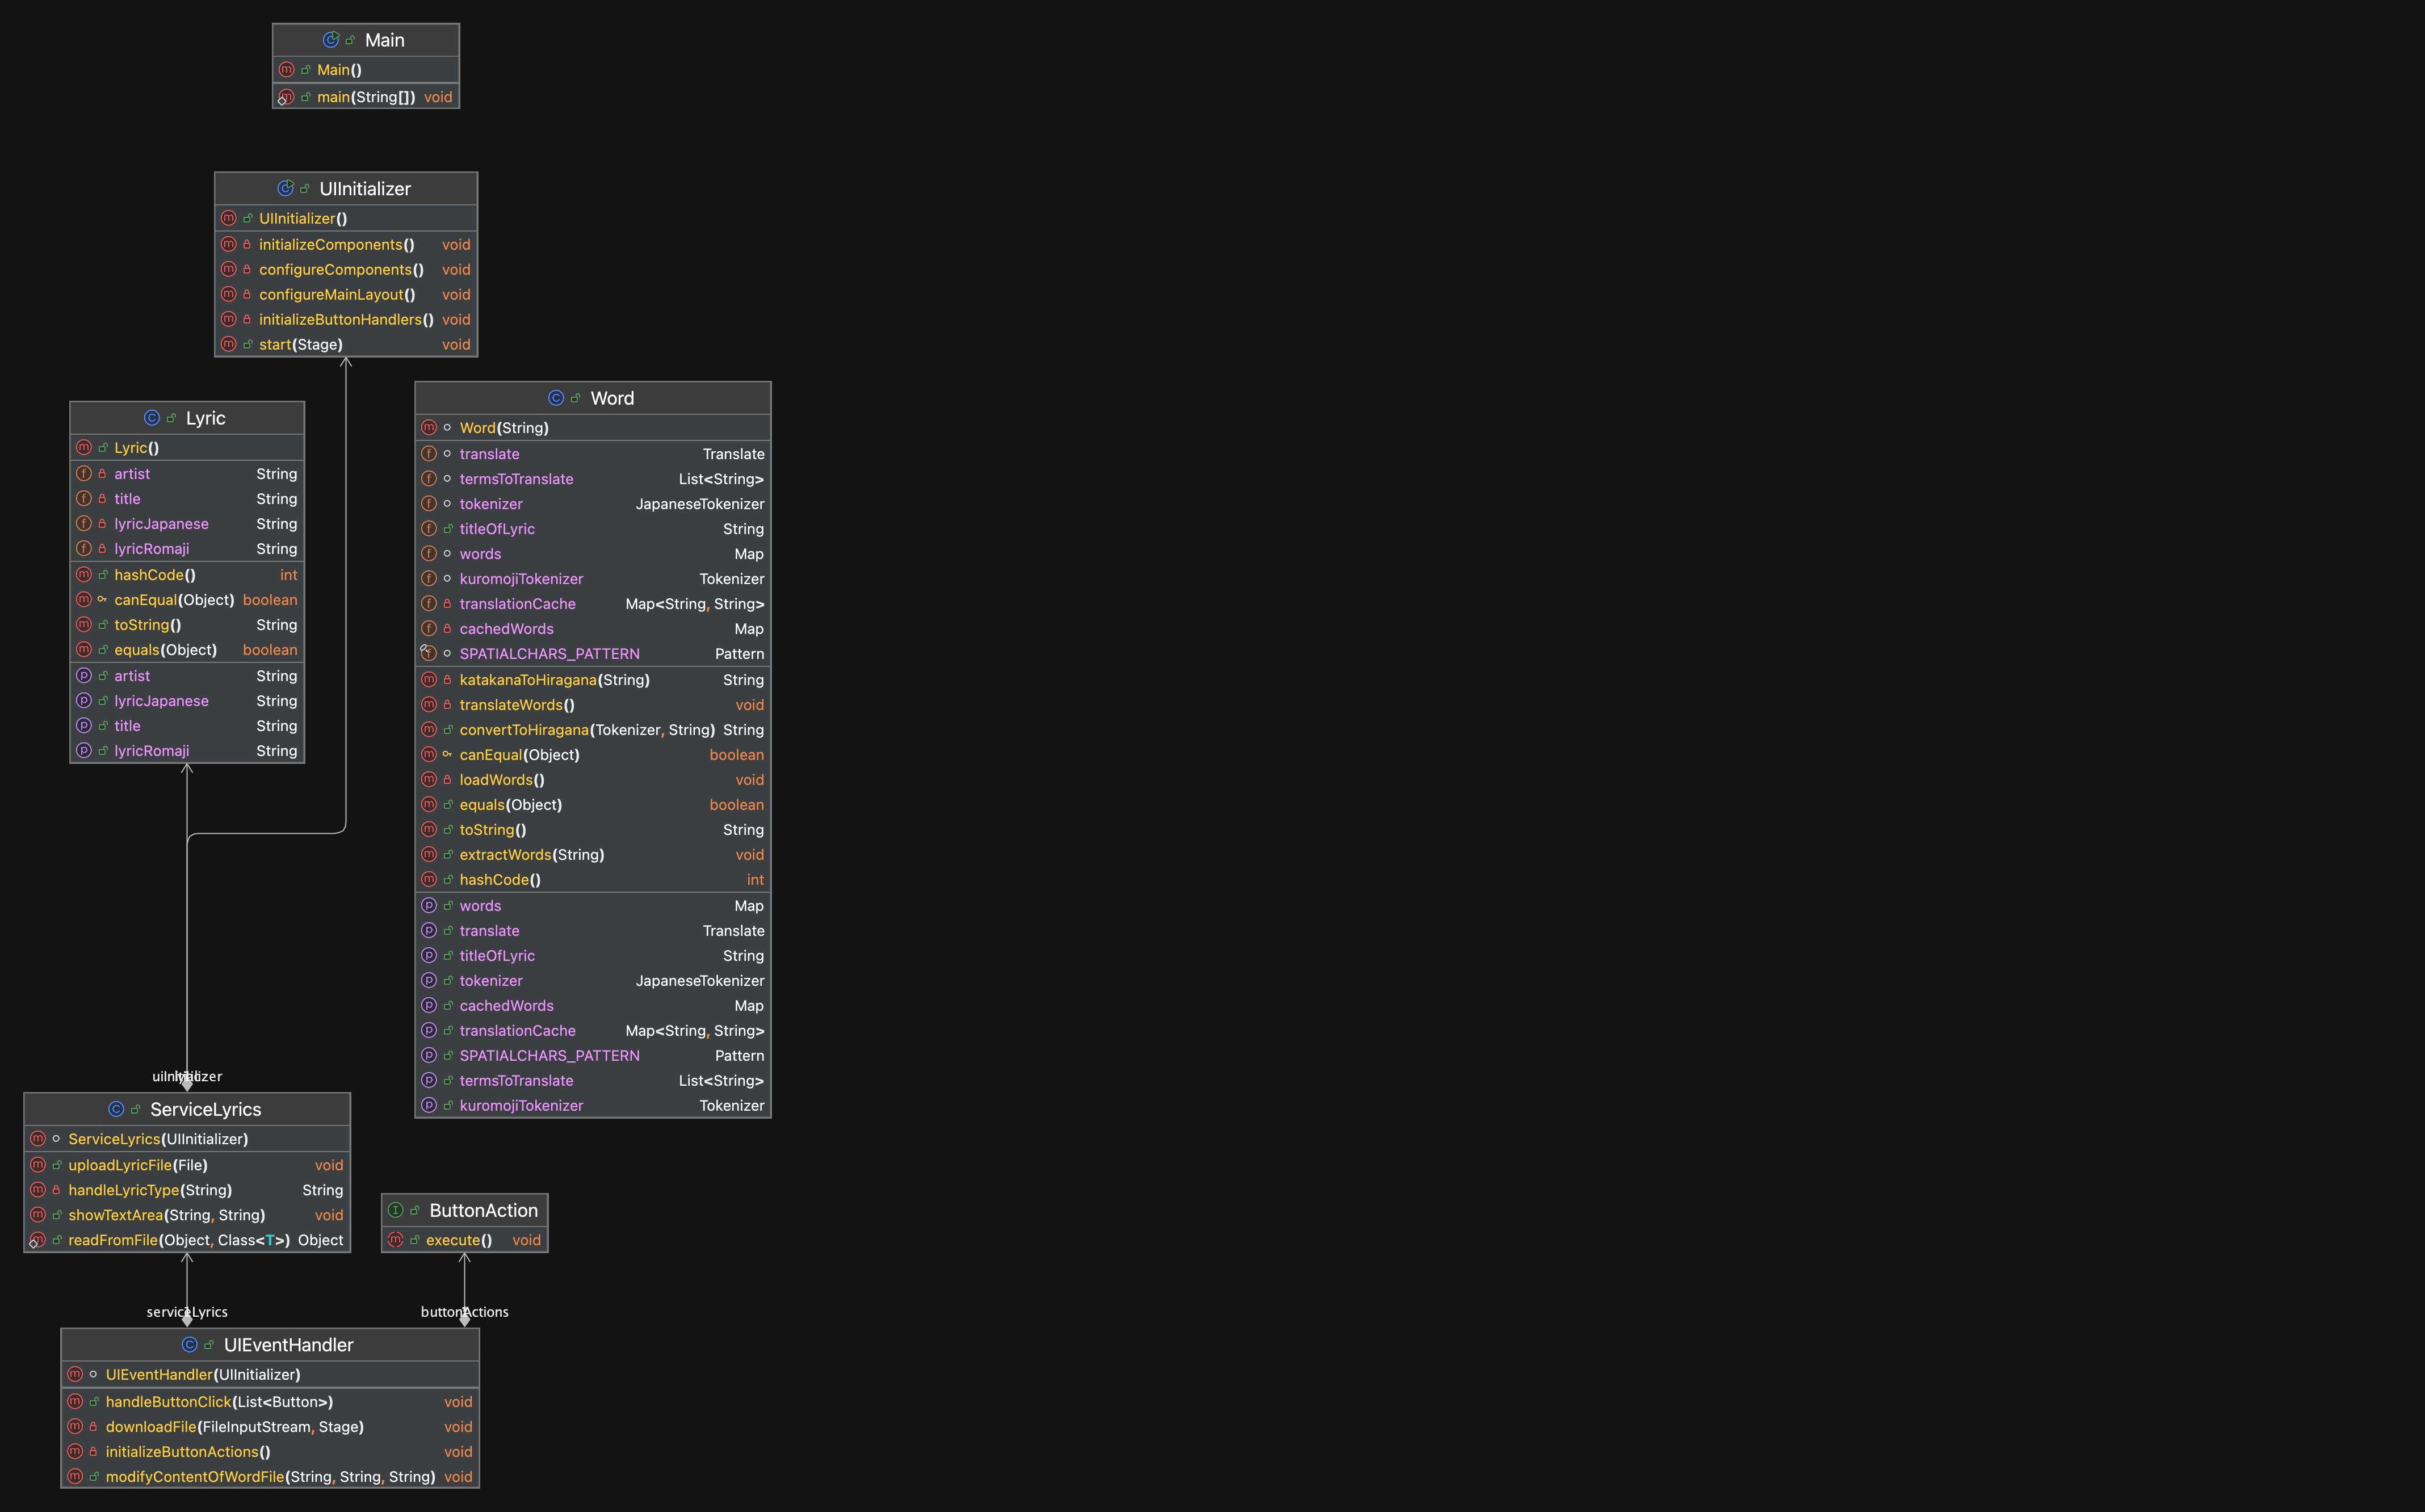 Main
Main()
main(String[]) void
UIInitializer
UIInitializer()
initializeComponents() void
configureComponents() void
configureMainLayout() void
initializeButtonHandlers() void
start(Stage) void
Lyric
Lyric()
artist String
title String
lyricJapanese String
lyricRomaji String
hashCode() int
canEqual(Object) boolean
toString() String
equals(Object) boolean
artist String
lyricJapanese String
title String
lyricRomaji String
Word
Word(String)
translate Translate
termsToTranslate List<String>
tokenizer JapaneseTokenizer
titleOfLyric String
words Map
kuromojiTokenizer Tokenizer
translationCache Map<String, String>
cachedWords Map
SPATIALCHARS_PATTERN Pattern
katakanaToHiragana(String) String
translateWords() void
convertToHiragana(Tokenizer, String) String
canEqual(Object) boolean
loadWords() void
equals(Object) boolean
toString() String
extractWords(String) void
hashCode() int
words Map
translate Translate
titleOfLyric String
tokenizer JapaneseTokenizer
cachedWords Map
translationCache Map<String, String>
SPATIALCHARS_PATTERN Pattern
termsToTranslate List<String>
kuromojiTokenizer Tokenizer
ServiceLyrics
ServiceLyrics(UIInitializer)
uploadLyricFile(File) void
handleLyricType(String) String
showTextArea(String, String) void
readFromFile(Object, Class<T>) Object
ButtonAction
execute() void
serviceLyrics
buttonActions
UIEventHandler
UIEventHandler(UIInitializer)
handleButtonClick(List<Button>) void
downloadFile(FileInputStream, Stage) void
initializeButtonActions() void
modifyContentOfWordFile(String, String, String) void